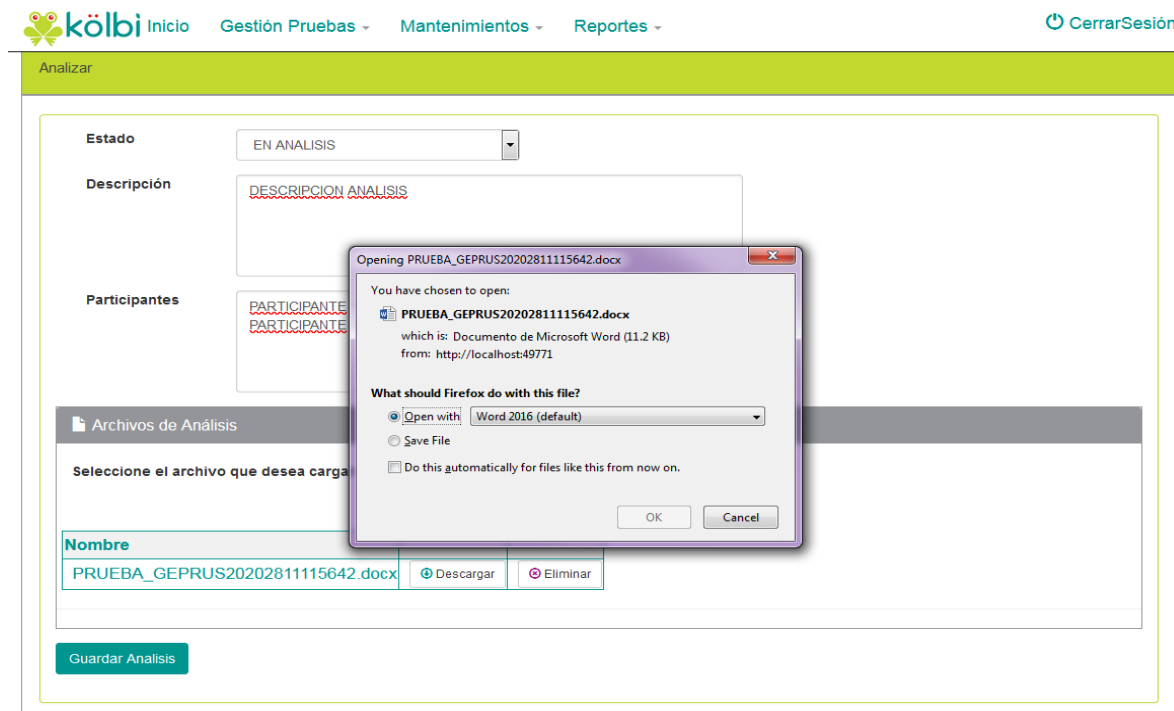 kölbi Inicio Gestión Pruebas Mantenimientos Reportes CerrarSesión
Analizar
Estado EN ANALISIS
Descripción DESCRIPCION ANALISIS
Participantes PARTICIPANTE
PARTICIPANTE
Opening PRUEBA_GEPRUS20202811115642.docx
You have chosen to open:
PRUEBA_GEPRUS20202811115642.docx
which is: Documento de Microsoft Word (11.2 KB)
from: http://localhost:49771
What should Firefox do with this file?
Open with Word 2016 (default)
Save File
Do this automatically for files like this from now on.
OK Cancel
Archivos de Análisis
Seleccione el archivo que desea carga
Nombre
PRUEBA_GEPRUS20202811115642.docx Descargar Eliminar
Guardar Analisis